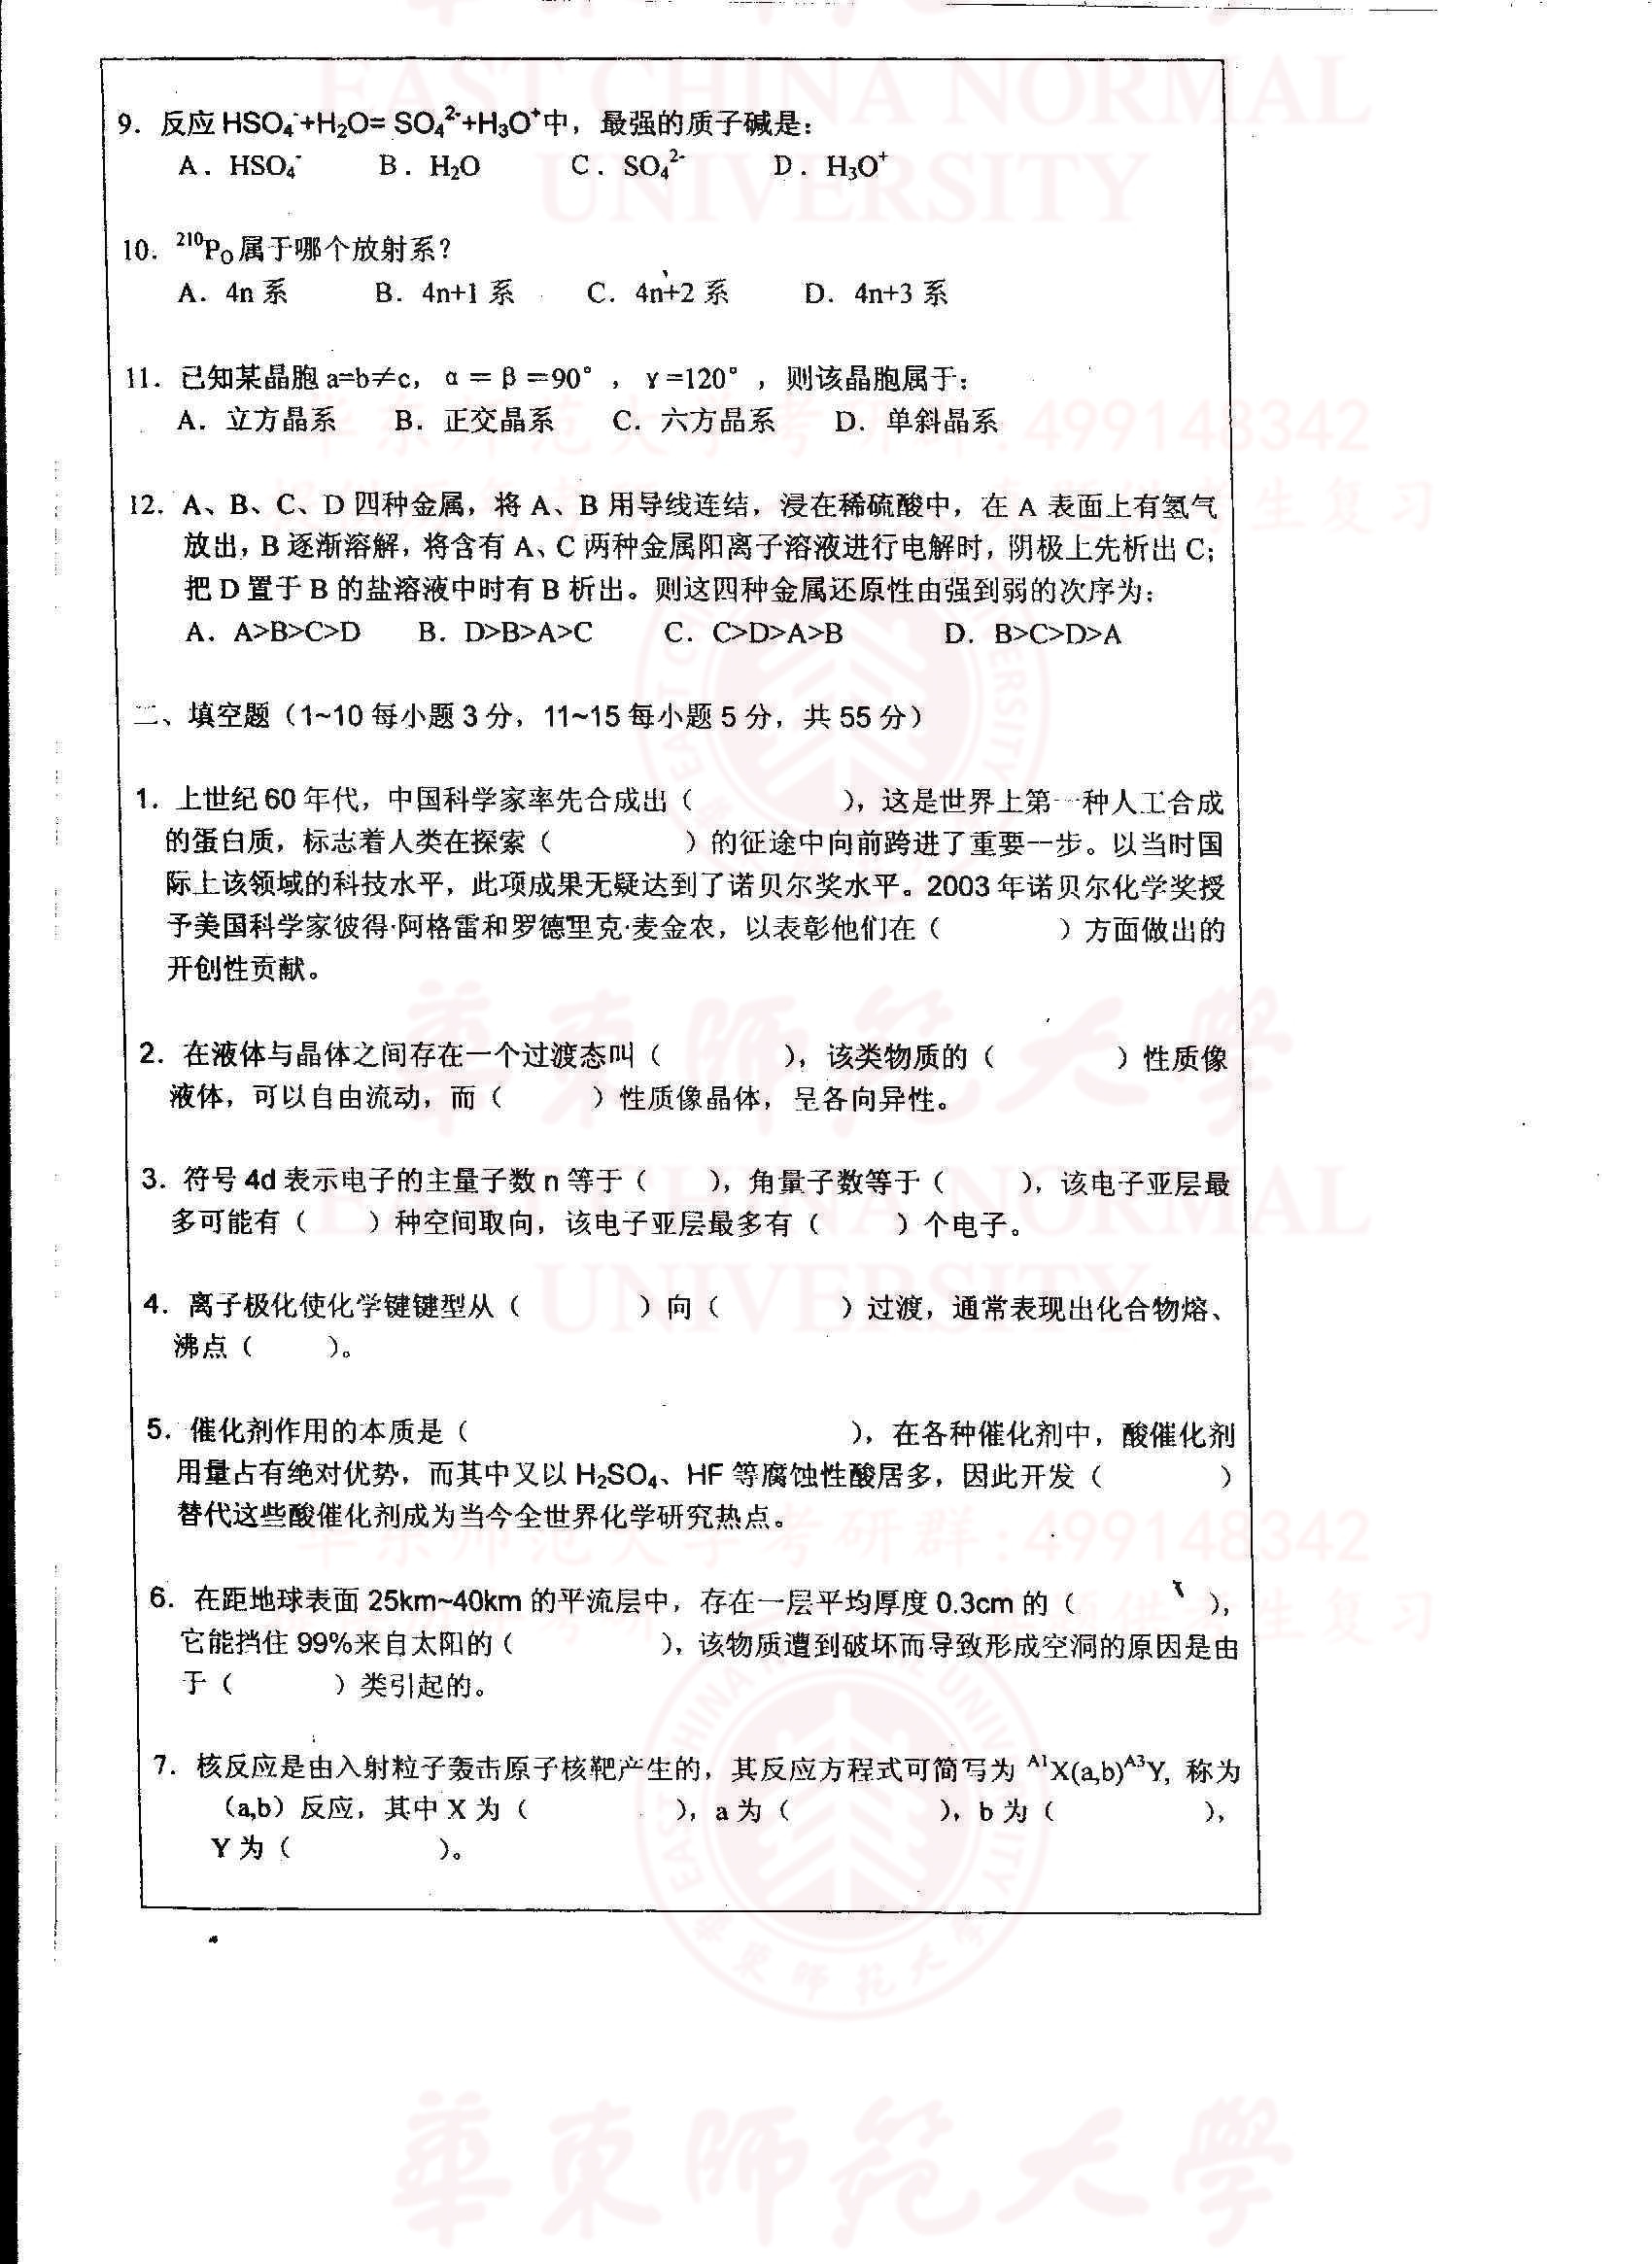 華東師範大學
EAST CHINA NORMAL
UNIVERSITY
9. 反应 HSO₄⁻+H₂O= SO₄²⁻+H₃O⁺中，最强的质子碱是：
A. HSO₄⁻ B. H₂O C. SO₄²⁻ D. H₃O⁺
10. ²¹⁰Po属于哪个放射系？
A. 4n 系 B. 4n+1 系 C. 4n+2 系 D. 4n+3 系
11. 已知某晶胞 a=b≠c，α＝β＝90°，γ=120°，则该晶胞属于：
A. 立方晶系 B. 正交晶系 C. 六方晶系 D. 单斜晶系
华东师范大学考研群:499148342
12. A、B、C、D 四种金属，将 A、B 用导线连结，浸在稀硫酸中，在 A 表面上有氢气
放出，B 逐渐溶解，将含有 A、C 两种金属阳离子溶液进行电解时，阴极上先析出 C；
把 D 置于 B 的盐溶液中时有 B 析出。则这四种金属还原性由强到弱的次序为：
A. A>B>C>D B. D>B>A>C C. C>D>A>B D. B>C>D>A
二、填空题（1~10 每小题 3 分，11~15 每小题 5 分，共 55 分）
1. 上世纪 60 年代，中国科学家率先合成出（ ），这是世界上第一种人工合成
的蛋白质，标志着人类在探索（ ）的征途中向前跨进了重要一步。以当时国
际上该领域的科技水平，此项成果无疑达到了诺贝尔奖水平。2003 年诺贝尔化学奖授
予美国科学家彼得·阿格雷和罗德里克·麦金农，以表彰他们在（ ）方面做出的
开创性贡献。
華東師範大學
2. 在液体与晶体之间存在一个过渡态叫（ ），该类物质的（ ）性质像
液体，可以自由流动，而（ ）性质像晶体，呈各向异性。
EAST CHINA NORMAL
UNIVERSITY
3. 符号 4d 表示电子的主量子数 n 等于（ ），角量子数等于（ ），该电子亚层最
多可能有（ ）种空间取向，该电子亚层最多有（ ）个电子。
4. 离子极化使化学键键型从（ ）向（ ）过渡，通常表现出化合物熔、
沸点（ ）。
5. 催化剂作用的本质是（ ），在各种催化剂中，酸催化剂
用量占有绝对优势，而其中又以 H₂SO₄、HF 等腐蚀性酸居多，因此开发（ ）
替代这些酸催化剂成为当今全世界化学研究热点。
华东师范大学考研群:499148342
6. 在距地球表面 25km~40km 的平流层中，存在一层平均厚度 0.3cm 的（ ），
它能挡住 99%来自太阳的（ ），该物质遭到破坏而导致形成空洞的原因是由
于（ ）类引起的。
7. 核反应是由入射粒子轰击原子核靶产生的，其反应方程式可简写为 ᴬ¹X(a,b)ᴬ³Y, 称为
（a,b）反应，其中 X 为（ ），a 为（ ），b 为（ ），
Y 为（ ）。
華東師範大學